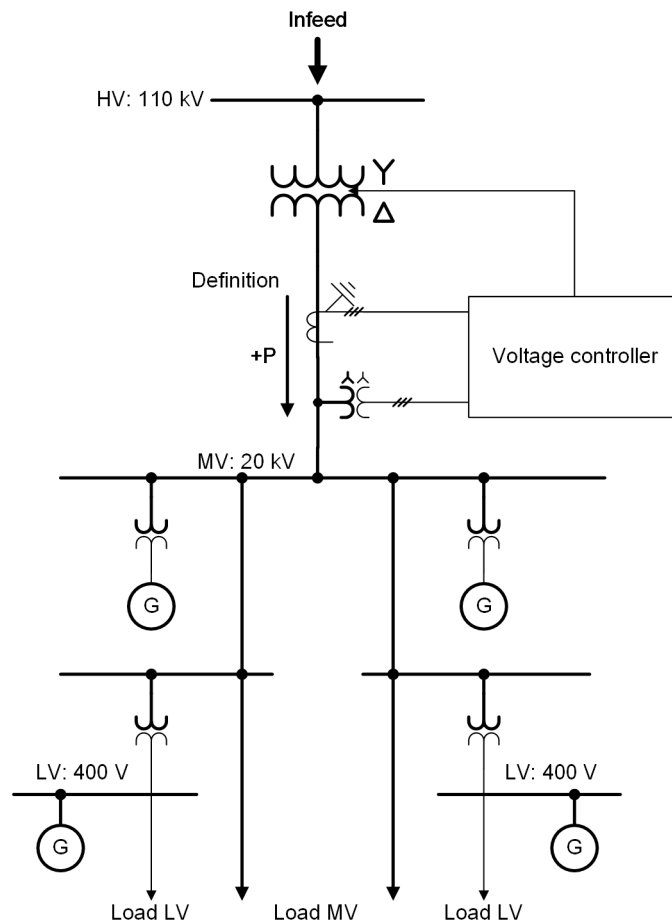 Infeed
HV: 110 kV
Definition
+P
Voltage controller
MV: 20 kV
G
G
LV: 400 V
LV: 400 V
G
G
Load LV
Load MV
Load LV